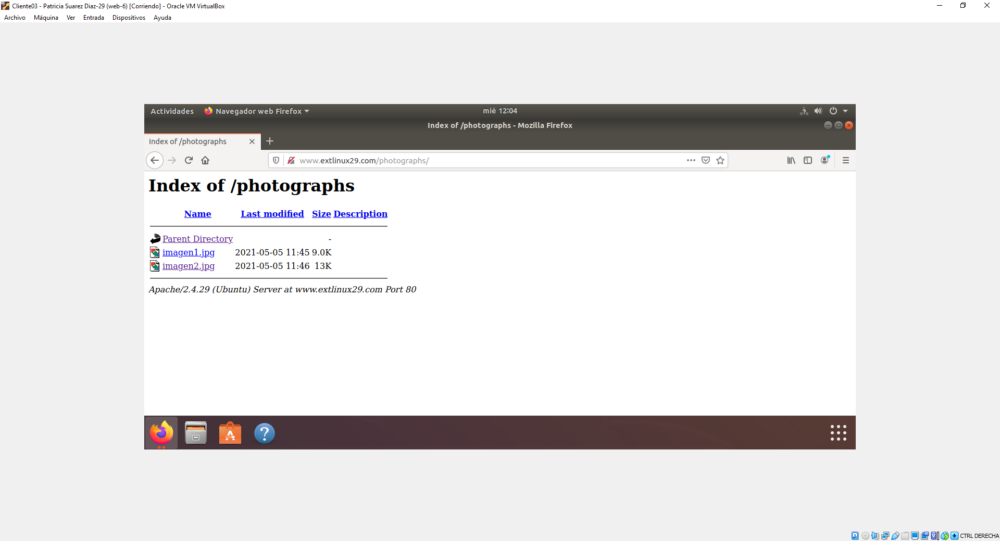 Cliente03 - Patricia Suarez Diaz-29 (web-6) [Corriendo] - Oracle VM VirtualBox
Archivo Máquina Ver Entrada Dispositivos Ayuda
Actividades Navegador web Firefox mié 12:04
Index of /photographs - Mozilla Firefox
Index of /photographs
www.extlinux29.com/photographs/
Index of /photographs
Name Last modified Size Description
Parent Directory -
imagen1.jpg 2021-05-05 11:45 9.0K
imagen2.jpg 2021-05-05 11:46 13K
Apache/2.4.29 (Ubuntu) Server at www.extlinux29.com Port 80
CTRL DERECHA